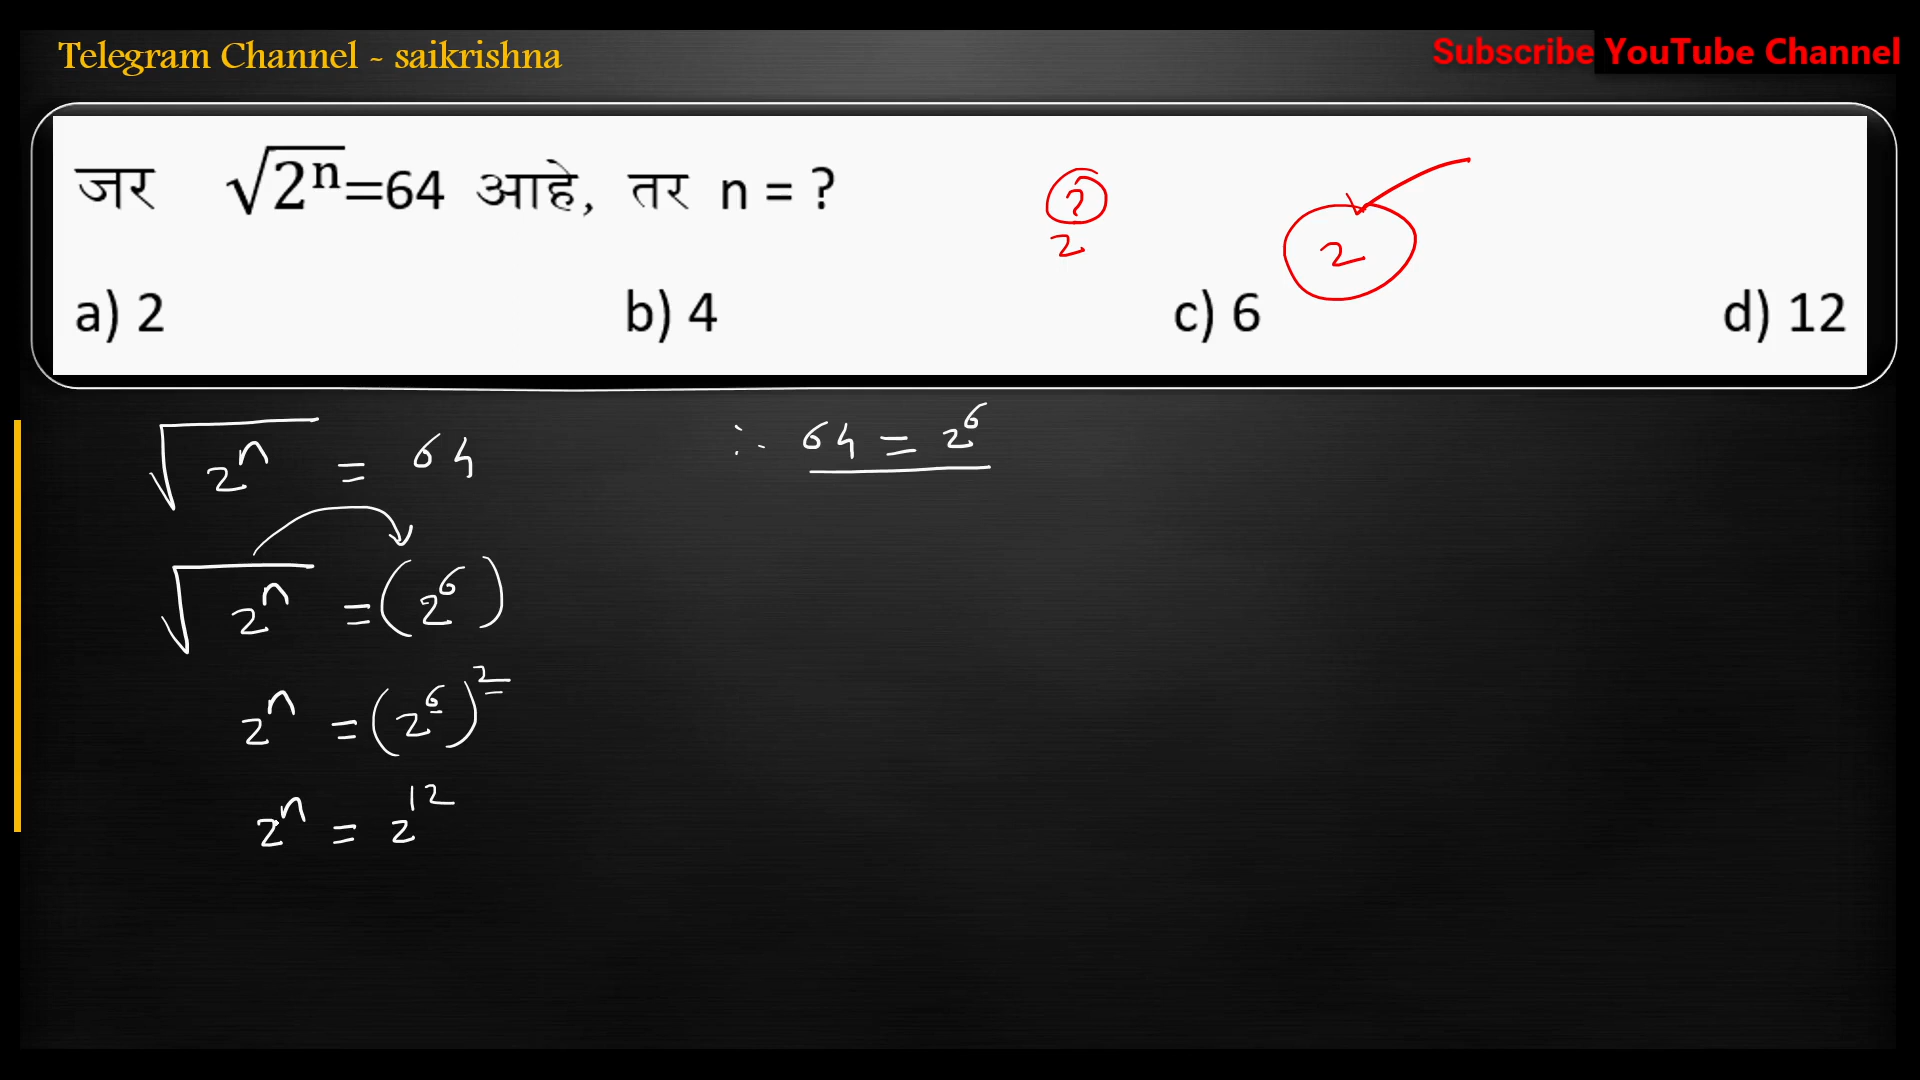 Telegram Channel - saikrishna
Subscribe YouTube Channel
जर √2ⁿ=64 आहे, तर n = ?
?
2
2
a) 2 b) 4 c) 6 d) 12
√2ⁿ = 64 ∴ 64 = 2⁶
√2ⁿ = (2⁶)
2ⁿ = (2⁶)²
2ⁿ = 2¹²